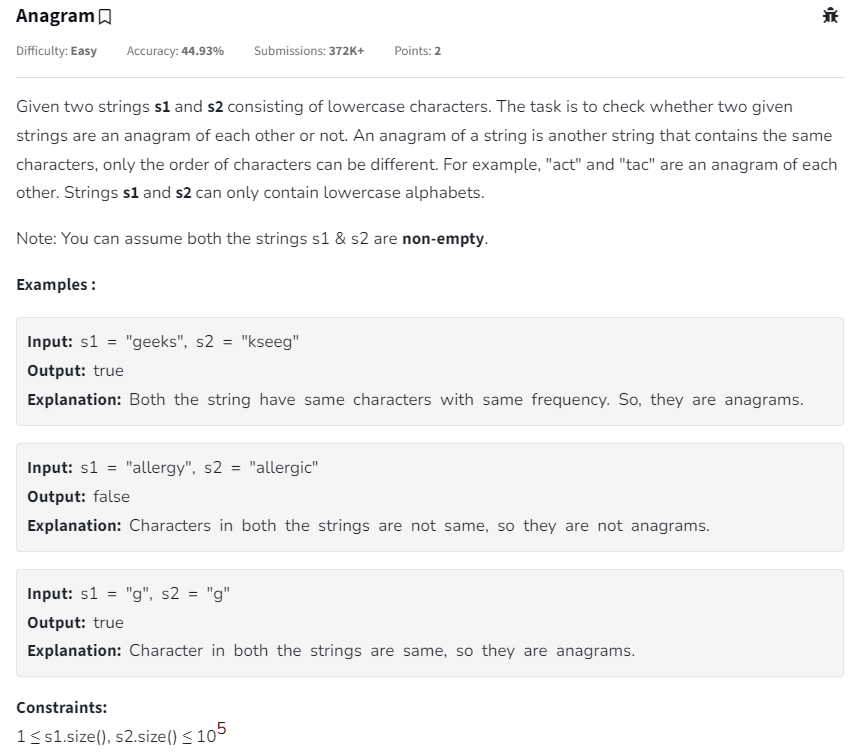 Anagram
Difficulty: Easy Accuracy: 44.93% Submissions: 372K+ Points: 2
Given two strings s1 and s2 consisting of lowercase characters. The task is to check whether two given
strings are an anagram of each other or not. An anagram of a string is another string that contains the same
characters, only the order of characters can be different. For example, "act" and "tac" are an anagram of each
other. Strings s1 and s2 can only contain lowercase alphabets.
Note: You can assume both the strings s1 & s2 are non-empty.
Examples :
Input: s1 = "geeks", s2 = "kseeg"
Output: true
Explanation: Both the string have same characters with same frequency. So, they are anagrams.
Input: s1 = "allergy", s2 = "allergic"
Output: false
Explanation: Characters in both the strings are not same, so they are not anagrams.
Input: s1 = "g", s2 = "g"
Output: true
Explanation: Character in both the strings are same, so they are anagrams.
Constraints:
1 ≤ s1.size(), s2.size() ≤ 10⁵